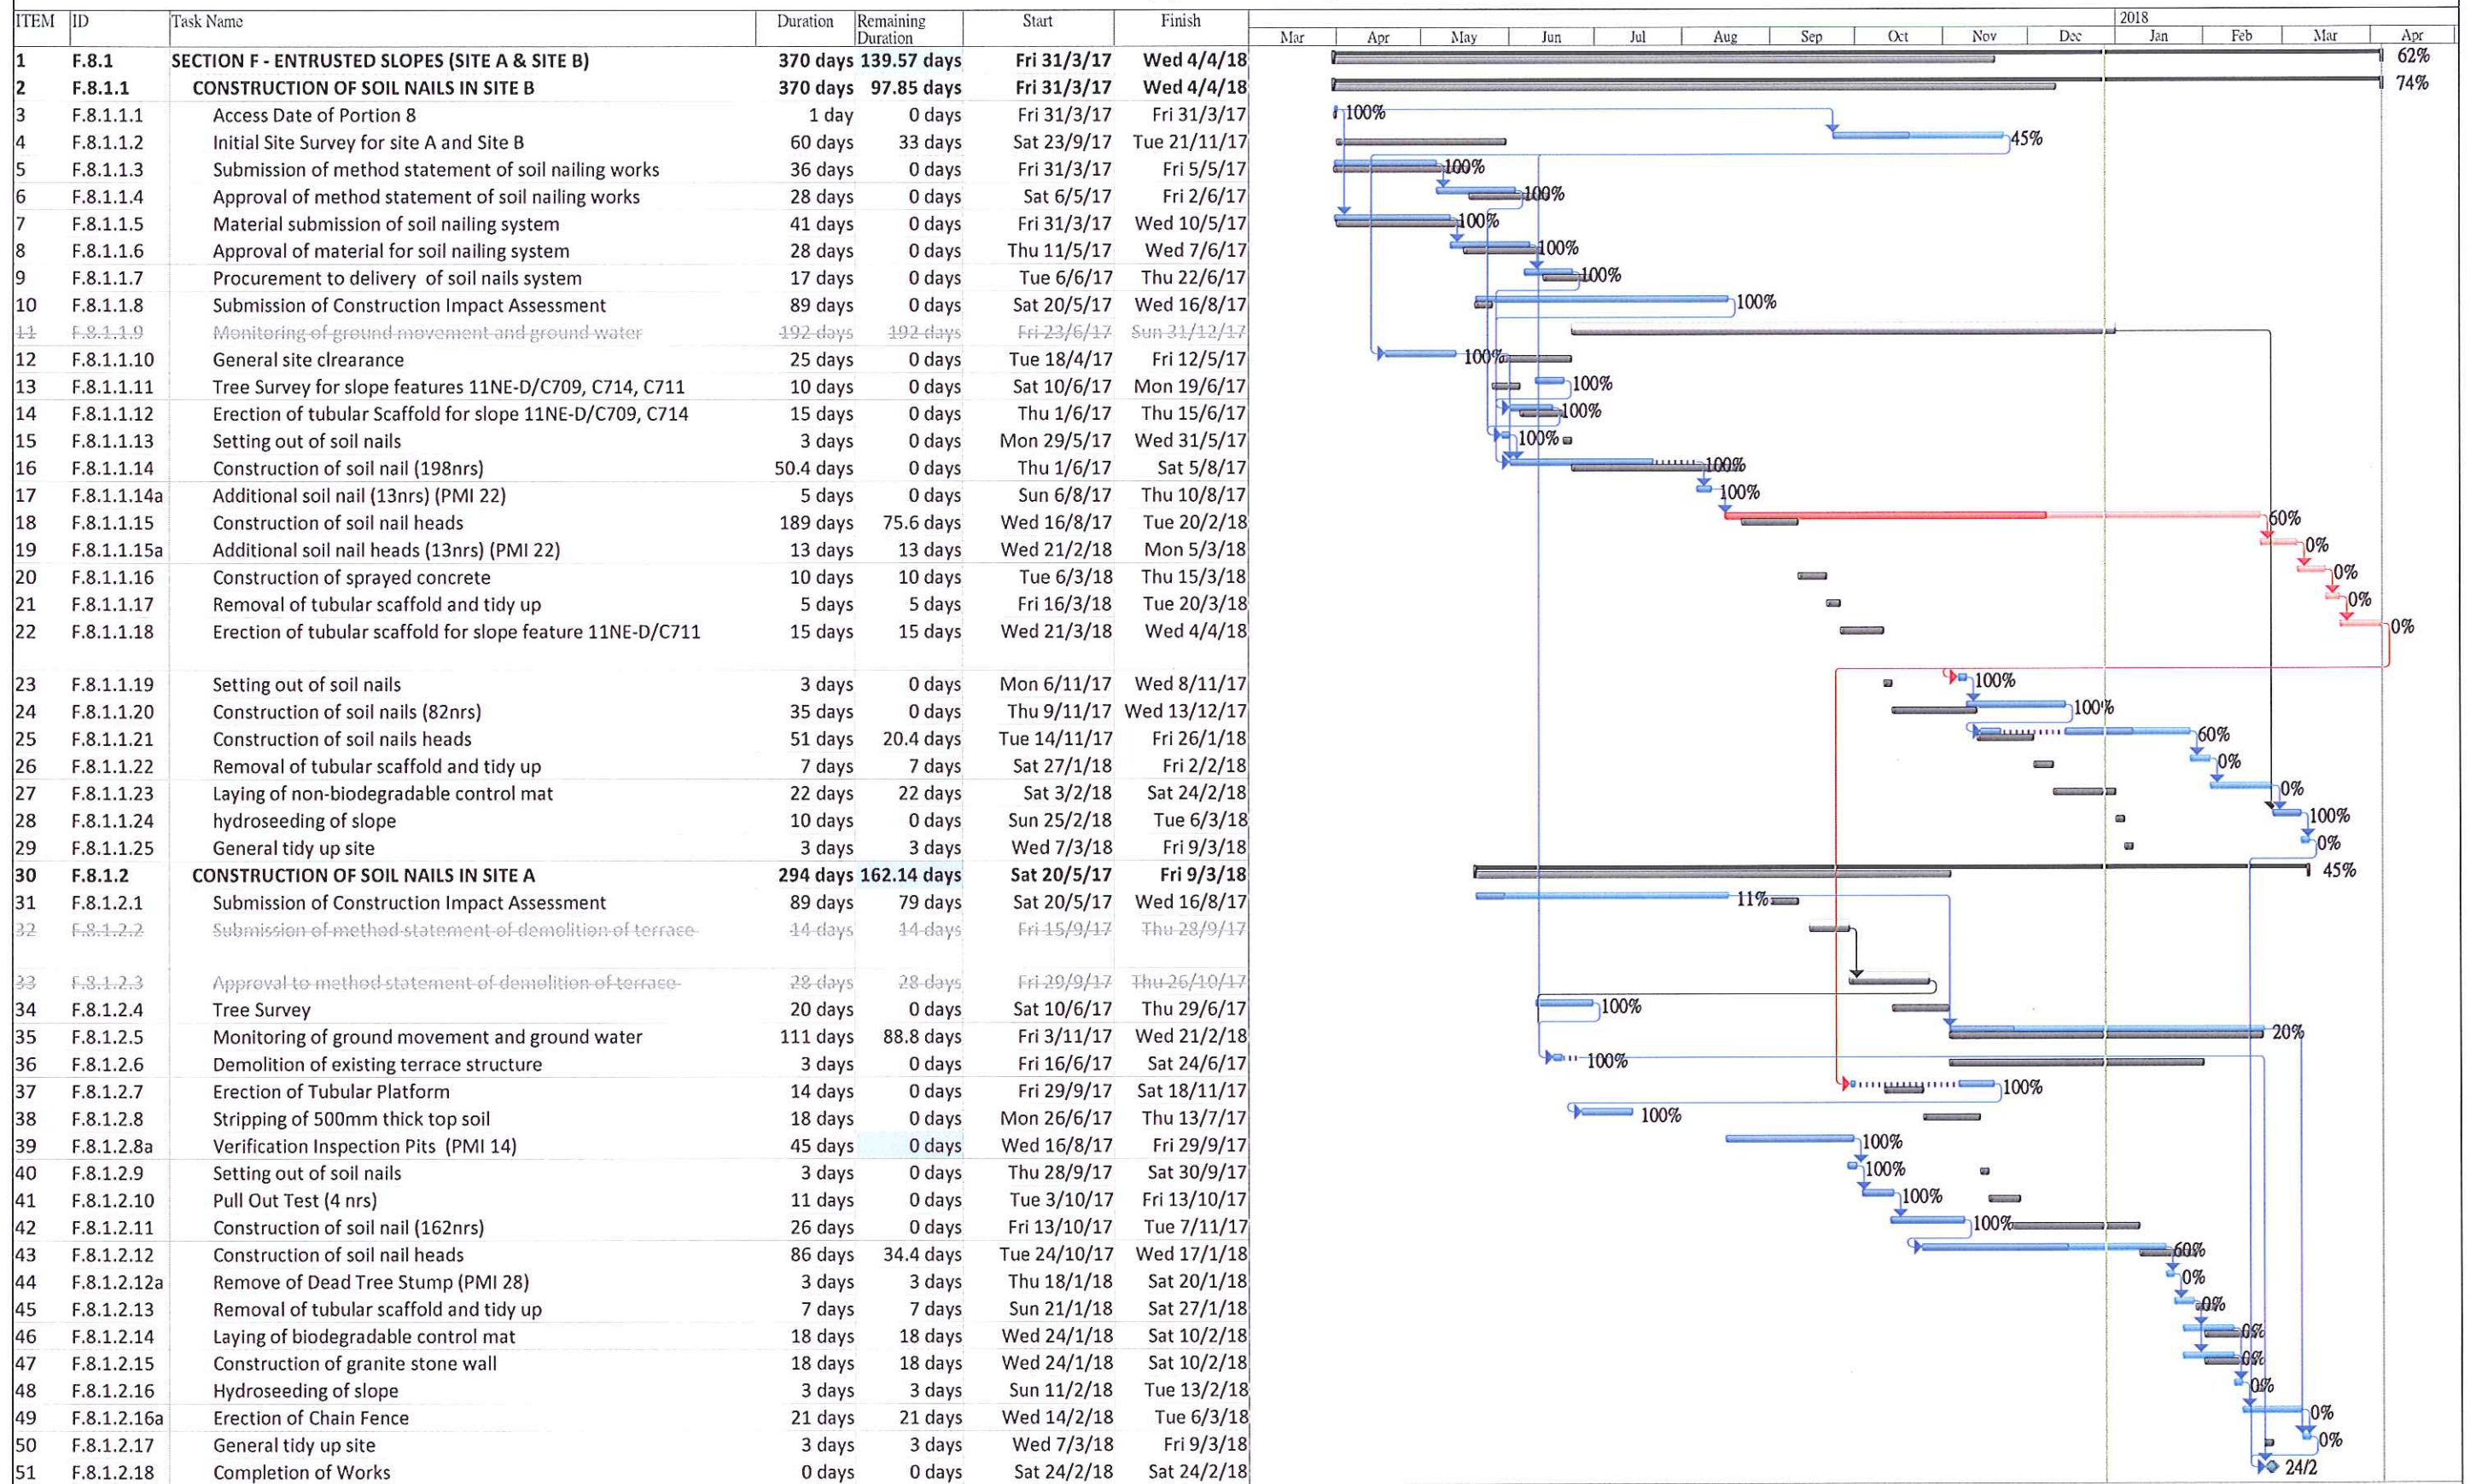 ITEM ID Task Name Duration Remaining Duration Start Finish 2018
Mar Apr May Jun Jul Aug Sep Oct Nov Dec Jan Feb Mar Apr
1 F.8.1 SECTION F - ENTRUSTED SLOPES (SITE A & SITE B) 370 days 139.57 days Fri 31/3/17 Wed 4/4/18 62%
2 F.8.1.1 CONSTRUCTION OF SOIL NAILS IN SITE B 370 days 97.85 days Fri 31/3/17 Wed 4/4/18 74%
3 F.8.1.1.1 Access Date of Portion 8 1 day 0 days Fri 31/3/17 Fri 31/3/17 100%
4 F.8.1.1.2 Initial Site Survey for site A and Site B 60 days 33 days Sat 23/9/17 Tue 21/11/17 45%
5 F.8.1.1.3 Submission of method statement of soil nailing works 36 days 0 days Fri 31/3/17 Fri 5/5/17 100%
6 F.8.1.1.4 Approval of method statement of soil nailing works 28 days 0 days Sat 6/5/17 Fri 2/6/17 100%
7 F.8.1.1.5 Material submission of soil nailing system 41 days 0 days Fri 31/3/17 Wed 10/5/17 100%
8 F.8.1.1.6 Approval of material for soil nailing system 28 days 0 days Thu 11/5/17 Wed 7/6/17 100%
9 F.8.1.1.7 Procurement to delivery of soil nails system 17 days 0 days Tue 6/6/17 Thu 22/6/17 100%
10 F.8.1.1.8 Submission of Construction Impact Assessment 89 days 0 days Sat 20/5/17 Wed 16/8/17 100%
11 F.8.1.1.9 Monitoring of ground movement and ground water 192 days 192 days Fri 23/6/17 Sun 31/12/17
12 F.8.1.1.10 General site clrearance 25 days 0 days Tue 18/4/17 Fri 12/5/17 100%
13 F.8.1.1.11 Tree Survey for slope features 11NE-D/C709, C714, C711 10 days 0 days Sat 10/6/17 Mon 19/6/17 100%
14 F.8.1.1.12 Erection of tubular Scaffold for slope 11NE-D/C709, C714 15 days 0 days Thu 1/6/17 Thu 15/6/17 100%
15 F.8.1.1.13 Setting out of soil nails 3 days 0 days Mon 29/5/17 Wed 31/5/17 100%
16 F.8.1.1.14 Construction of soil nail (198nrs) 50.4 days 0 days Thu 1/6/17 Sat 5/8/17 100%
17 F.8.1.1.14a Additional soil nail (13nrs) (PMI 22) 5 days 0 days Sun 6/8/17 Thu 10/8/17 100%
18 F.8.1.1.15 Construction of soil nail heads 189 days 75.6 days Wed 16/8/17 Tue 20/2/18 60%
19 F.8.1.1.15a Additional soil nail heads (13nrs) (PMI 22) 13 days 13 days Wed 21/2/18 Mon 5/3/18 0%
20 F.8.1.1.16 Construction of sprayed concrete 10 days 10 days Tue 6/3/18 Thu 15/3/18 0%
21 F.8.1.1.17 Removal of tubular scaffold and tidy up 5 days 5 days Fri 16/3/18 Tue 20/3/18 0%
22 F.8.1.1.18 Erection of tubular scaffold for slope feature 11NE-D/C711 15 days 15 days Wed 21/3/18 Wed 4/4/18 0%
23 F.8.1.1.19 Setting out of soil nails 3 days 0 days Mon 6/11/17 Wed 8/11/17 100%
24 F.8.1.1.20 Construction of soil nails (82nrs) 35 days 0 days Thu 9/11/17 Wed 13/12/17 100%
25 F.8.1.1.21 Construction of soil nails heads 51 days 20.4 days Tue 14/11/17 Fri 26/1/18 60%
26 F.8.1.1.22 Removal of tubular scaffold and tidy up 7 days 7 days Sat 27/1/18 Fri 2/2/18 0%
27 F.8.1.1.23 Laying of non-biodegradable control mat 22 days 22 days Sat 3/2/18 Sat 24/2/18 0%
28 F.8.1.1.24 hydroseeding of slope 10 days 0 days Sun 25/2/18 Tue 6/3/18 100%
29 F.8.1.1.25 General tidy up site 3 days 3 days Wed 7/3/18 Fri 9/3/18 0%
30 F.8.1.2 CONSTRUCTION OF SOIL NAILS IN SITE A 294 days 162.14 days Sat 20/5/17 Fri 9/3/18 45%
31 F.8.1.2.1 Submission of Construction Impact Assessment 89 days 79 days Sat 20/5/17 Wed 16/8/17 11%
32 F.8.1.2.2 Submission of method statement of demolition of terrace 14 days 14 days Fri 15/9/17 Thu 28/9/17
33 F.8.1.2.3 Approval to method statement of demolition of terrace 28 days 28 days Fri 29/9/17 Thu 26/10/17
34 F.8.1.2.4 Tree Survey 20 days 0 days Sat 10/6/17 Thu 29/6/17 100%
35 F.8.1.2.5 Monitoring of ground movement and ground water 111 days 88.8 days Fri 3/11/17 Wed 21/2/18 20%
36 F.8.1.2.6 Demolition of existing terrace structure 3 days 0 days Fri 16/6/17 Sat 24/6/17 100%
37 F.8.1.2.7 Erection of Tubular Platform 14 days 0 days Fri 29/9/17 Sat 18/11/17 100%
38 F.8.1.2.8 Stripping of 500mm thick top soil 18 days 0 days Mon 26/6/17 Thu 13/7/17 100%
39 F.8.1.2.8a Verification Inspection Pits (PMI 14) 45 days 0 days Wed 16/8/17 Fri 29/9/17 100%
40 F.8.1.2.9 Setting out of soil nails 3 days 0 days Thu 28/9/17 Sat 30/9/17 100%
41 F.8.1.2.10 Pull Out Test (4 nrs) 11 days 0 days Tue 3/10/17 Fri 13/10/17 100%
42 F.8.1.2.11 Construction of soil nail (162nrs) 26 days 0 days Fri 13/10/17 Tue 7/11/17 100%
43 F.8.1.2.12 Construction of soil nail heads 86 days 34.4 days Tue 24/10/17 Wed 17/1/18 60%
44 F.8.1.2.12a Remove of Dead Tree Stump (PMI 28) 3 days 3 days Thu 18/1/18 Sat 20/1/18 0%
45 F.8.1.2.13 Removal of tubular scaffold and tidy up 7 days 7 days Sun 21/1/18 Sat 27/1/18 0%
46 F.8.1.2.14 Laying of biodegradable control mat 18 days 18 days Wed 24/1/18 Sat 10/2/18 0%
47 F.8.1.2.15 Construction of granite stone wall 18 days 18 days Wed 24/1/18 Sat 10/2/18 0%
48 F.8.1.2.16 Hydroseeding of slope 3 days 3 days Sun 11/2/18 Tue 13/2/18 0%
49 F.8.1.2.16a Erection of Chain Fence 21 days 21 days Wed 14/2/18 Tue 6/3/18 0%
50 F.8.1.2.17 General tidy up site 3 days 3 days Wed 7/3/18 Fri 9/3/18 0%
51 F.8.1.2.18 Completion of Works 0 days 0 days Sat 24/2/18 Sat 24/2/18 24/2